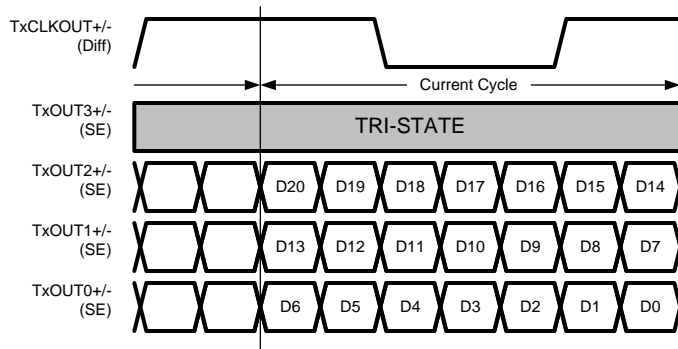 TxCLKOUT+/-
(Diff)
Current Cycle
TxOUT3+/-
(SE)
TRI-STATE
TxOUT2+/-
(SE)
D20 D19 D18 D17 D16 D15 D14
TxOUT1+/-
(SE)
D13 D12 D11 D10 D9 D8 D7
TxOUT0+/-
(SE)
D6 D5 D4 D3 D2 D1 D0